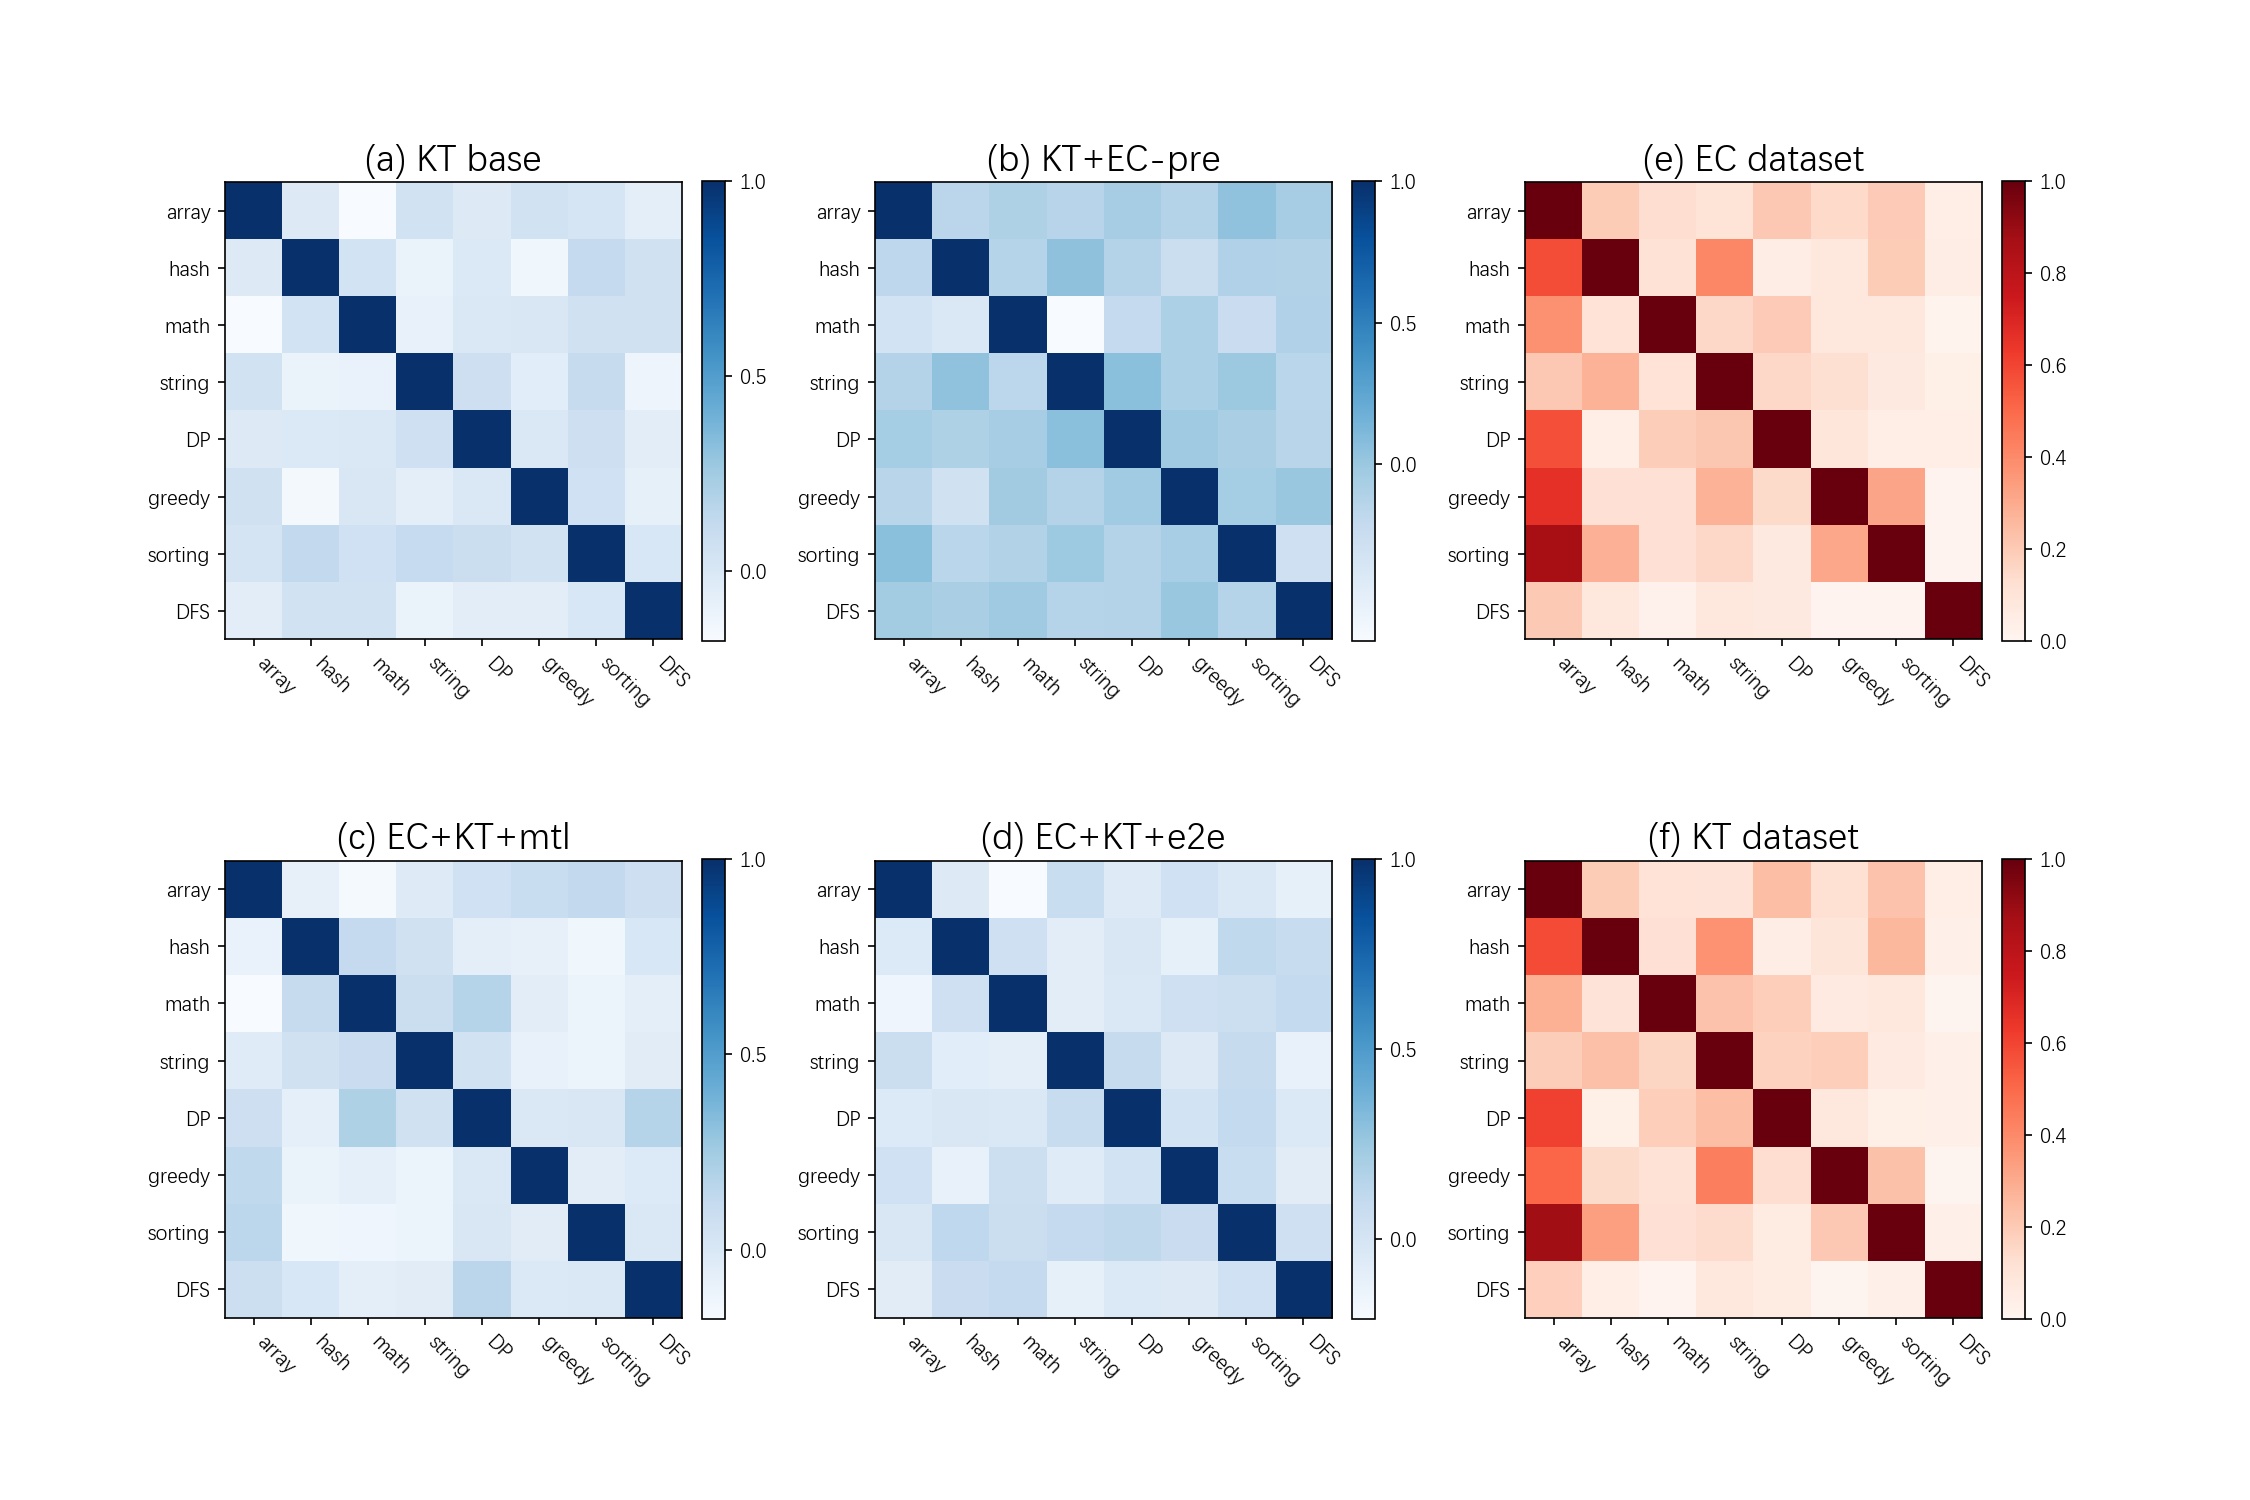 (a) KT base
array
hash
math
string
DP
greedy
sorting
DFS
array hash math string DP greedy sorting DFS
1.0
0.5
0.0
(b) KT+EC-pre
array
hash
math
string
DP
greedy
sorting
DFS
array hash math string DP greedy sorting DFS
1.0
0.5
0.0
(e) EC dataset
array
hash
math
string
DP
greedy
sorting
DFS
array hash math string DP greedy sorting DFS
1.0
0.8
0.6
0.4
0.2
0.0
(c) EC+KT+mtl
array
hash
math
string
DP
greedy
sorting
DFS
array hash math string DP greedy sorting DFS
1.0
0.5
0.0
(d) EC+KT+e2e
array
hash
math
string
DP
greedy
sorting
DFS
array hash math string DP greedy sorting DFS
1.0
0.5
0.0
(f) KT dataset
array
hash
math
string
DP
greedy
sorting
DFS
array hash math string DP greedy sorting DFS
1.0
0.8
0.6
0.4
0.2
0.0